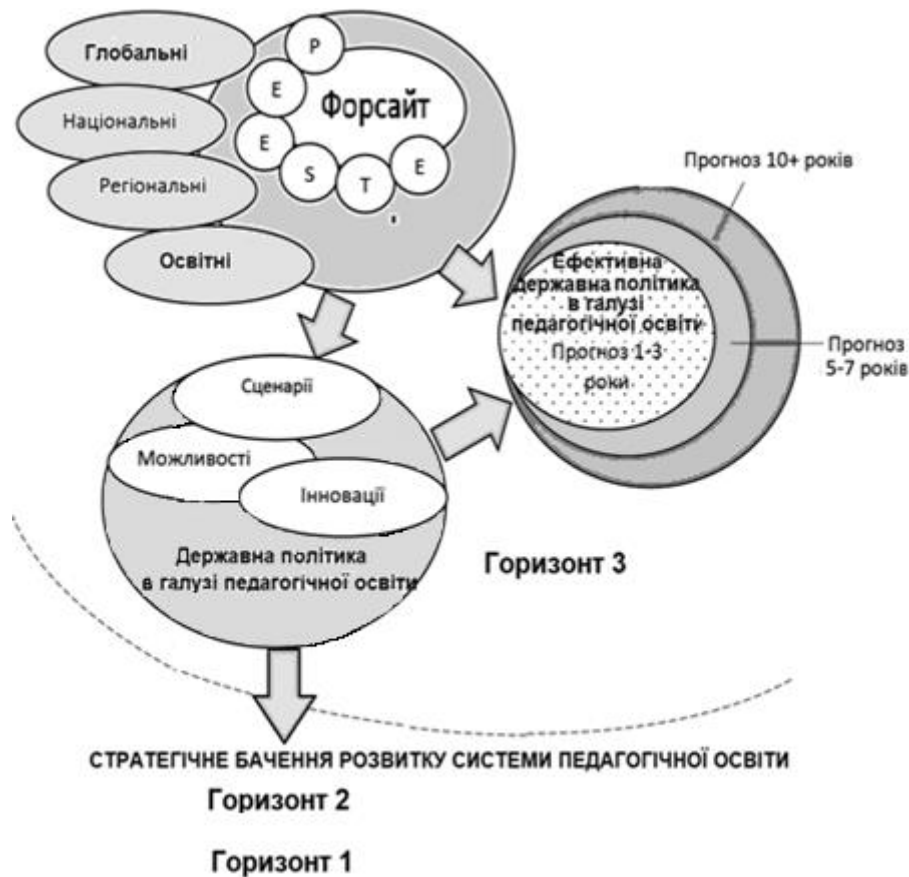 Глобальні
Національні
Регіональні
Освітні
P
E
E
S
T
E
Форсайт
Прогноз 10+ років
Ефективна
державна політика
в галузі
педагогічної освіти
Прогноз 1-3
роки
Прогноз
5-7 років
Сценарії
Можливості
Інновації
Державна політика
в галузі педагогічної освіти
Горизонт 3
СТРАТЕГІЧНЕ БАЧЕННЯ РОЗВИТКУ СИСТЕМИ ПЕДАГОГІЧНОЇ ОСВІТИ
Горизонт 2
Горизонт 1